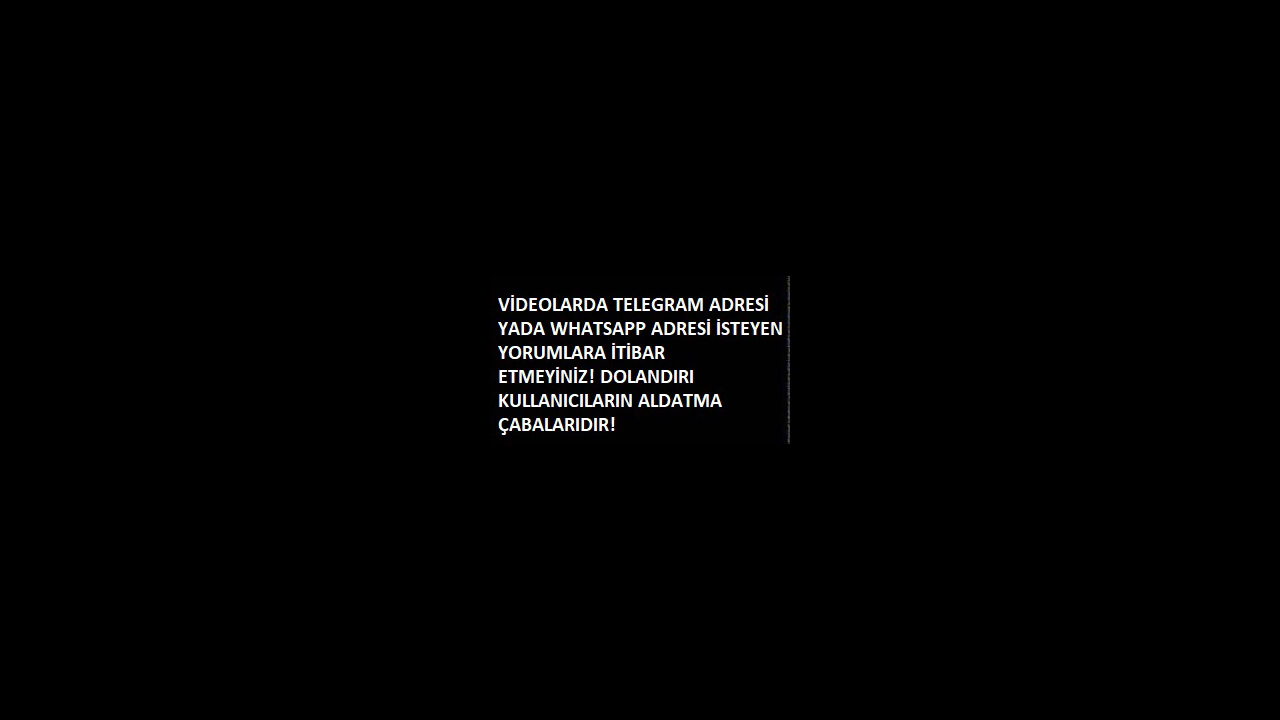 VİDEOLARDA TELEGRAM ADRESİ
YADA WHATSAPP ADRESİ İSTEYEN
YORUMLARA İTİBAR
ETMEYİNİZ! DOLANDIRI
KULLANICILARIN ALDATMA
ÇABALARIDIR!